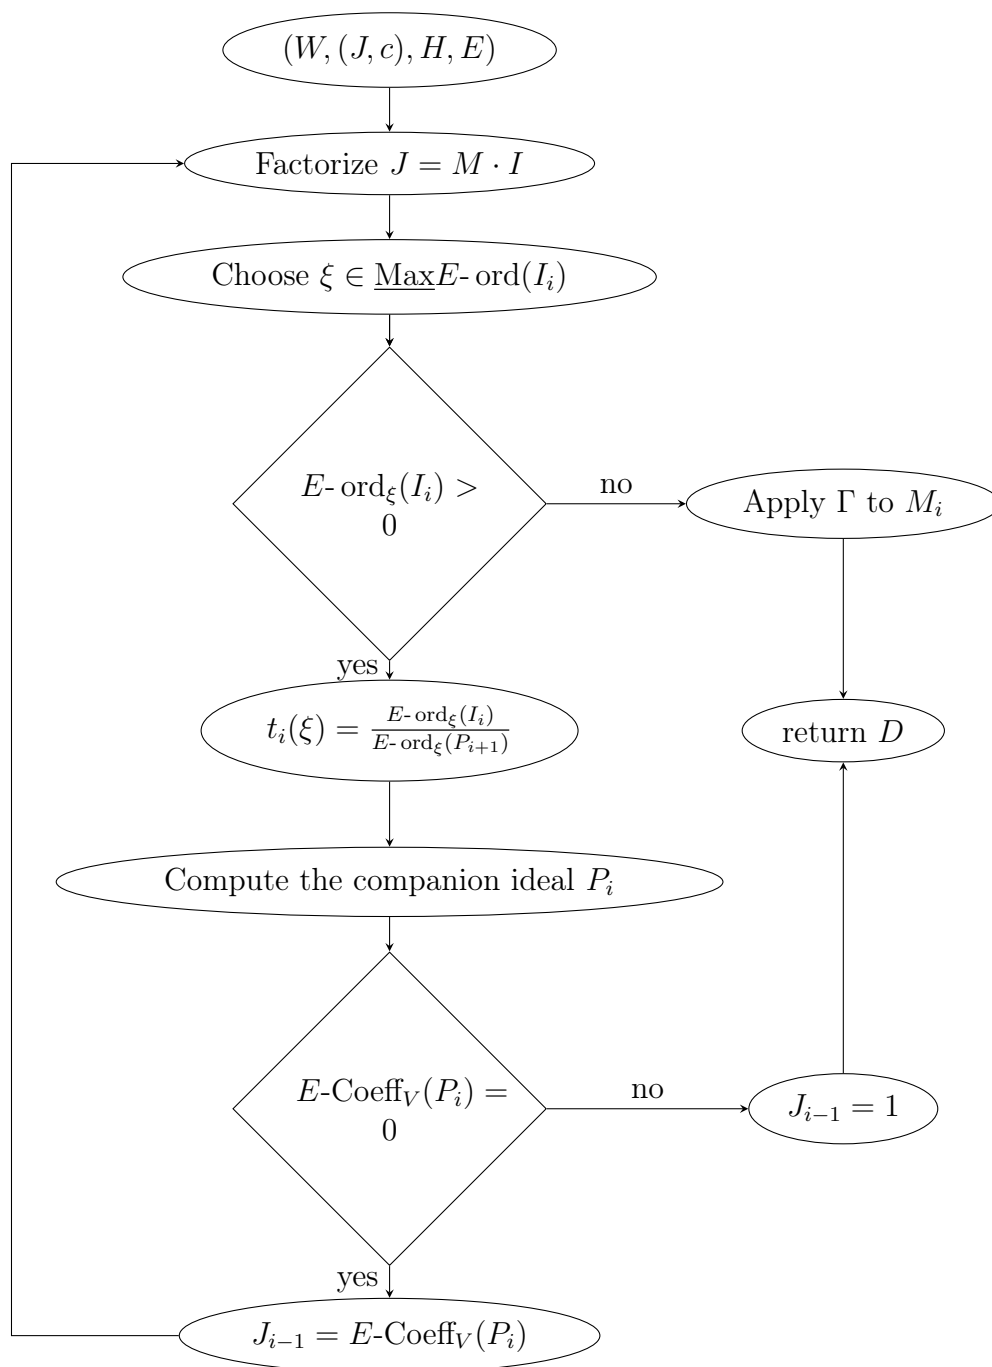 (W, (J, c), H, E)
Factorize J = M · I
Choose ξ ∈ MaxE- ord(I_i)
E- ord_ξ(I_i) >
0
no
Apply Γ to M_i
yes
t_i(ξ) = E- ord_ξ(I_i) / E- ord_ξ(P_{i+1})
return D
Compute the companion ideal P_i
E-Coeff_V(P_i) =
0
no
J_{i−1} = 1
yes
J_{i−1} = E-Coeff_V(P_i)